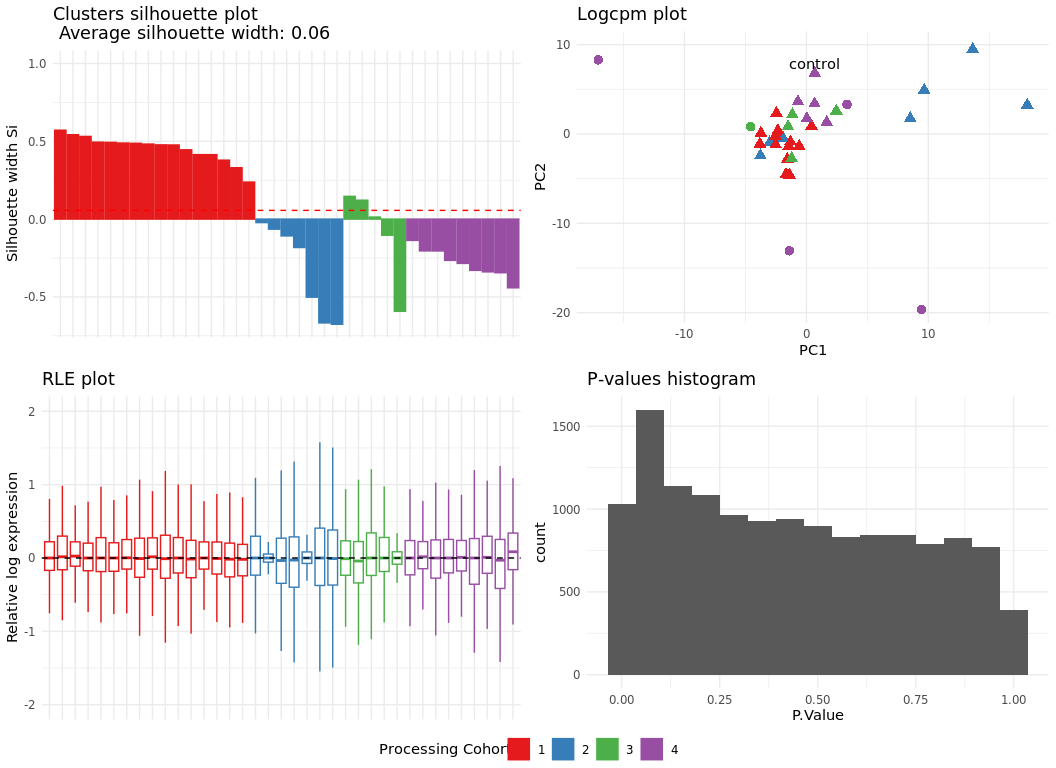 Clusters silhouette plot
Average silhouette width: 0.06
1.0
0.5
0.0
-0.5
Silhouette width Si
Logcpm plot
10
0
-10
-20
PC2
control
-10
0
10
PC1
RLE plot
2
1
0
-1
-2
Relative log expression
P-values histogram
1500
1000
500
0
count
0.00
0.25
0.50
0.75
1.00
P.Value
Processing Cohort
1
2
3
4